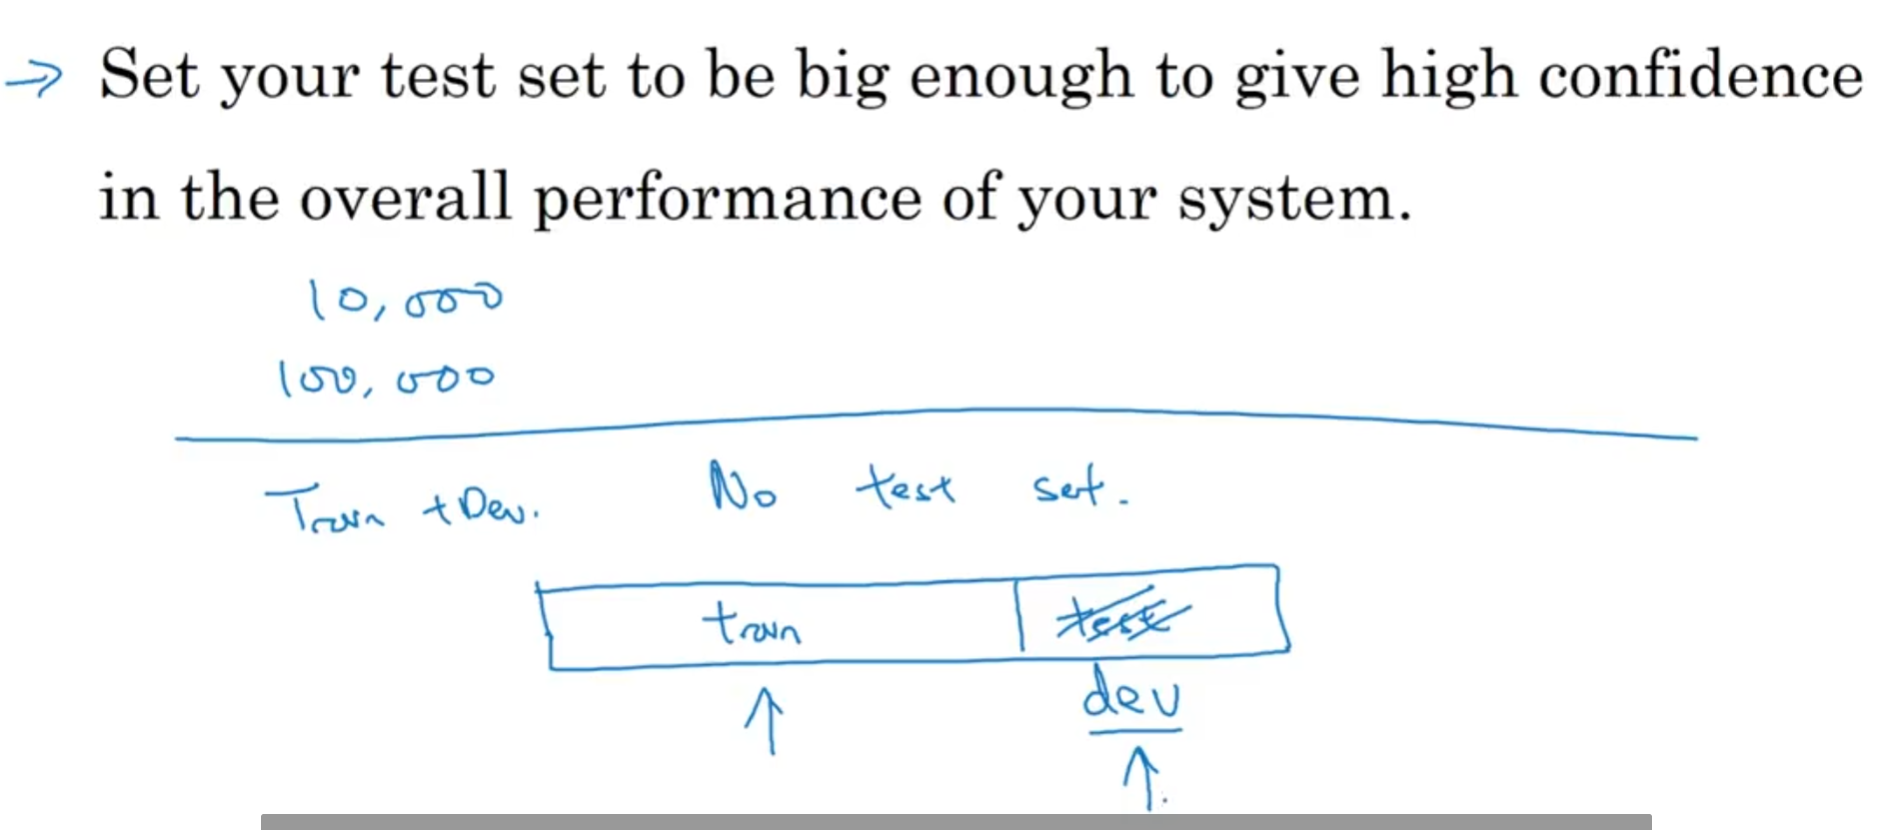 → Set your test set to be big enough to give high confidence
in the overall performance of your system.
10,000
100,000
Train + Dev. No test set.
train test
dev